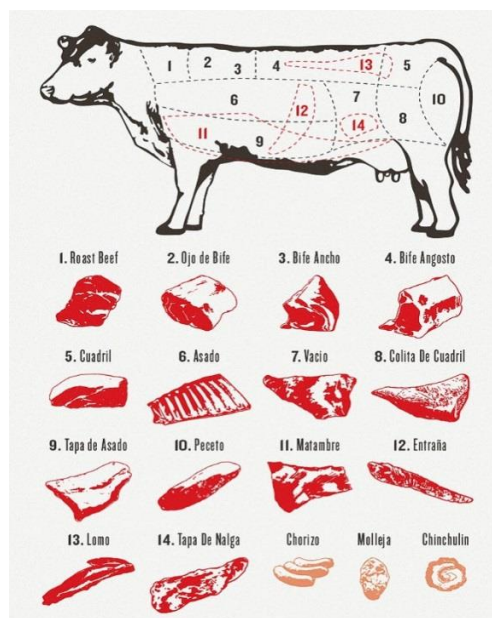 1
2
3
4
13
5
6
7
10
12
8
11
14
9
1. Roast Beef
2. Ojo de Bife
3. Bife Ancho
4. Bife Angosto
5. Cuadril
6. Asado
7. Vacio
8. Colita De Cuadril
9. Tapa de Asado
10. Peceto
11. Matambre
12. Entraña
13. Lomo
14. Tapa De Nalga
Chorizo
Molleja
Chinchulin